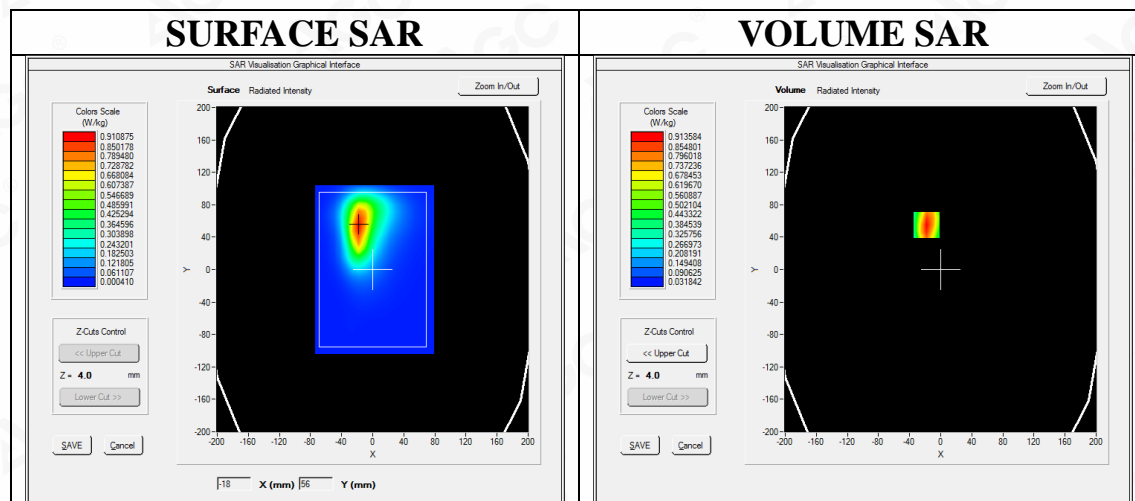 SURFACE SAR
SAR Visualisation Graphical Interface
Surface Radiated Intensity
Zoom In/Out
Colors Scale
(W/kg)
0.910875
0.850178
0.789480
0.728782
0.668084
0.607387
0.546689
0.485991
0.425294
0.364596
0.303898
0.243201
0.182503
0.121805
0.061107
0.000410
Z-Cuts Control
<< Upper Cut
Z = 4.0 mm
Lower Cut >>
SAVE Cancel
200
160
120
80
40
0
-40
-80
-120
-160
-200
Y
-200 -160 -120 -80 -40 0 40 80 120 160 200
X
-18 X (mm) 56 Y (mm)
VOLUME SAR
SAR Visualisation Graphical Interface
Volume Radiated Intensity
Zoom In/Out
Colors Scale
(W/kg)
0.913584
0.854801
0.796018
0.737236
0.678453
0.619670
0.560887
0.502104
0.443322
0.384539
0.325756
0.266973
0.208191
0.149408
0.090625
0.031842
Z-Cuts Control
<< Upper Cut
Z = 4.0 mm
Lower Cut >>
SAVE Cancel
200
160
120
80
40
0
-40
-80
-120
-160
-200
Y
-200 -160 -120 -80 -40 0 40 80 120 160 200
X